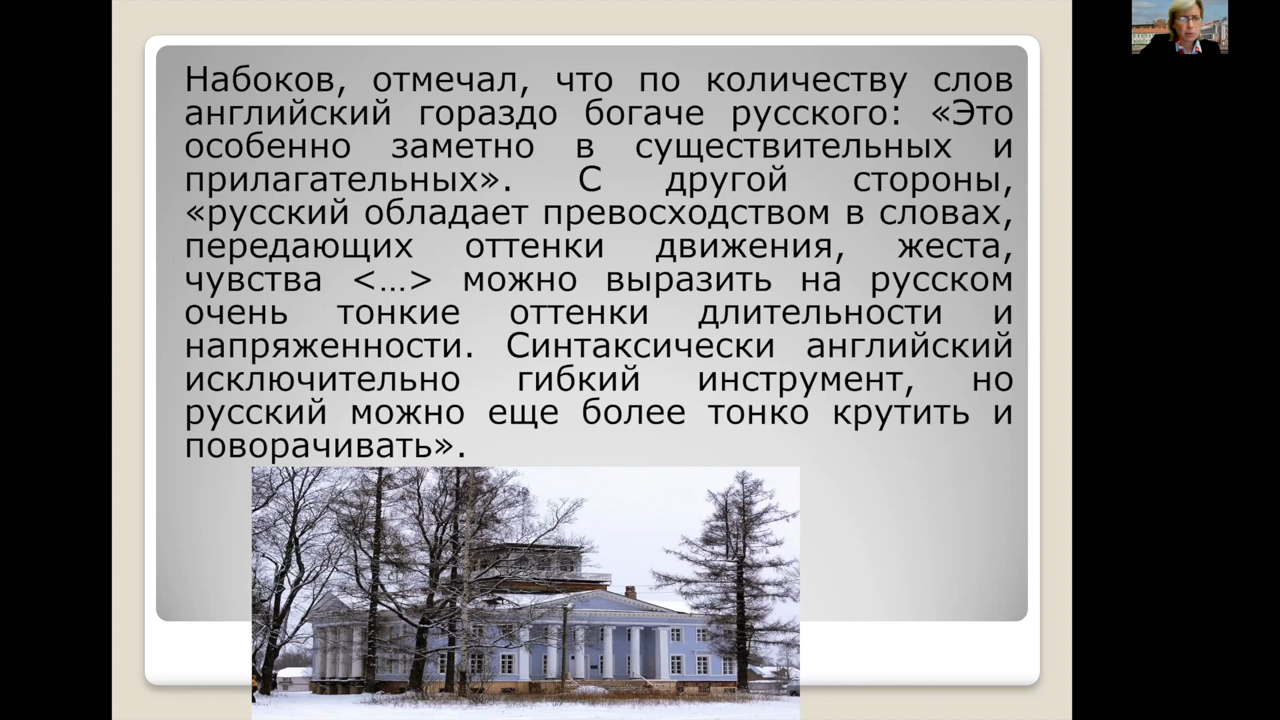 Набоков, отмечал, что по количеству слов
английский гораздо богаче русского: «Это
особенно заметно в существительных и
прилагательных». С другой стороны,
«русский обладает превосходством в словах,
передающих оттенки движения, жеста,
чувства <…> можно выразить на русском
очень тонкие оттенки длительности и
напряженности. Синтаксически английский
исключительно гибкий инструмент, но
русский можно еще более тонко крутить и
поворачивать».